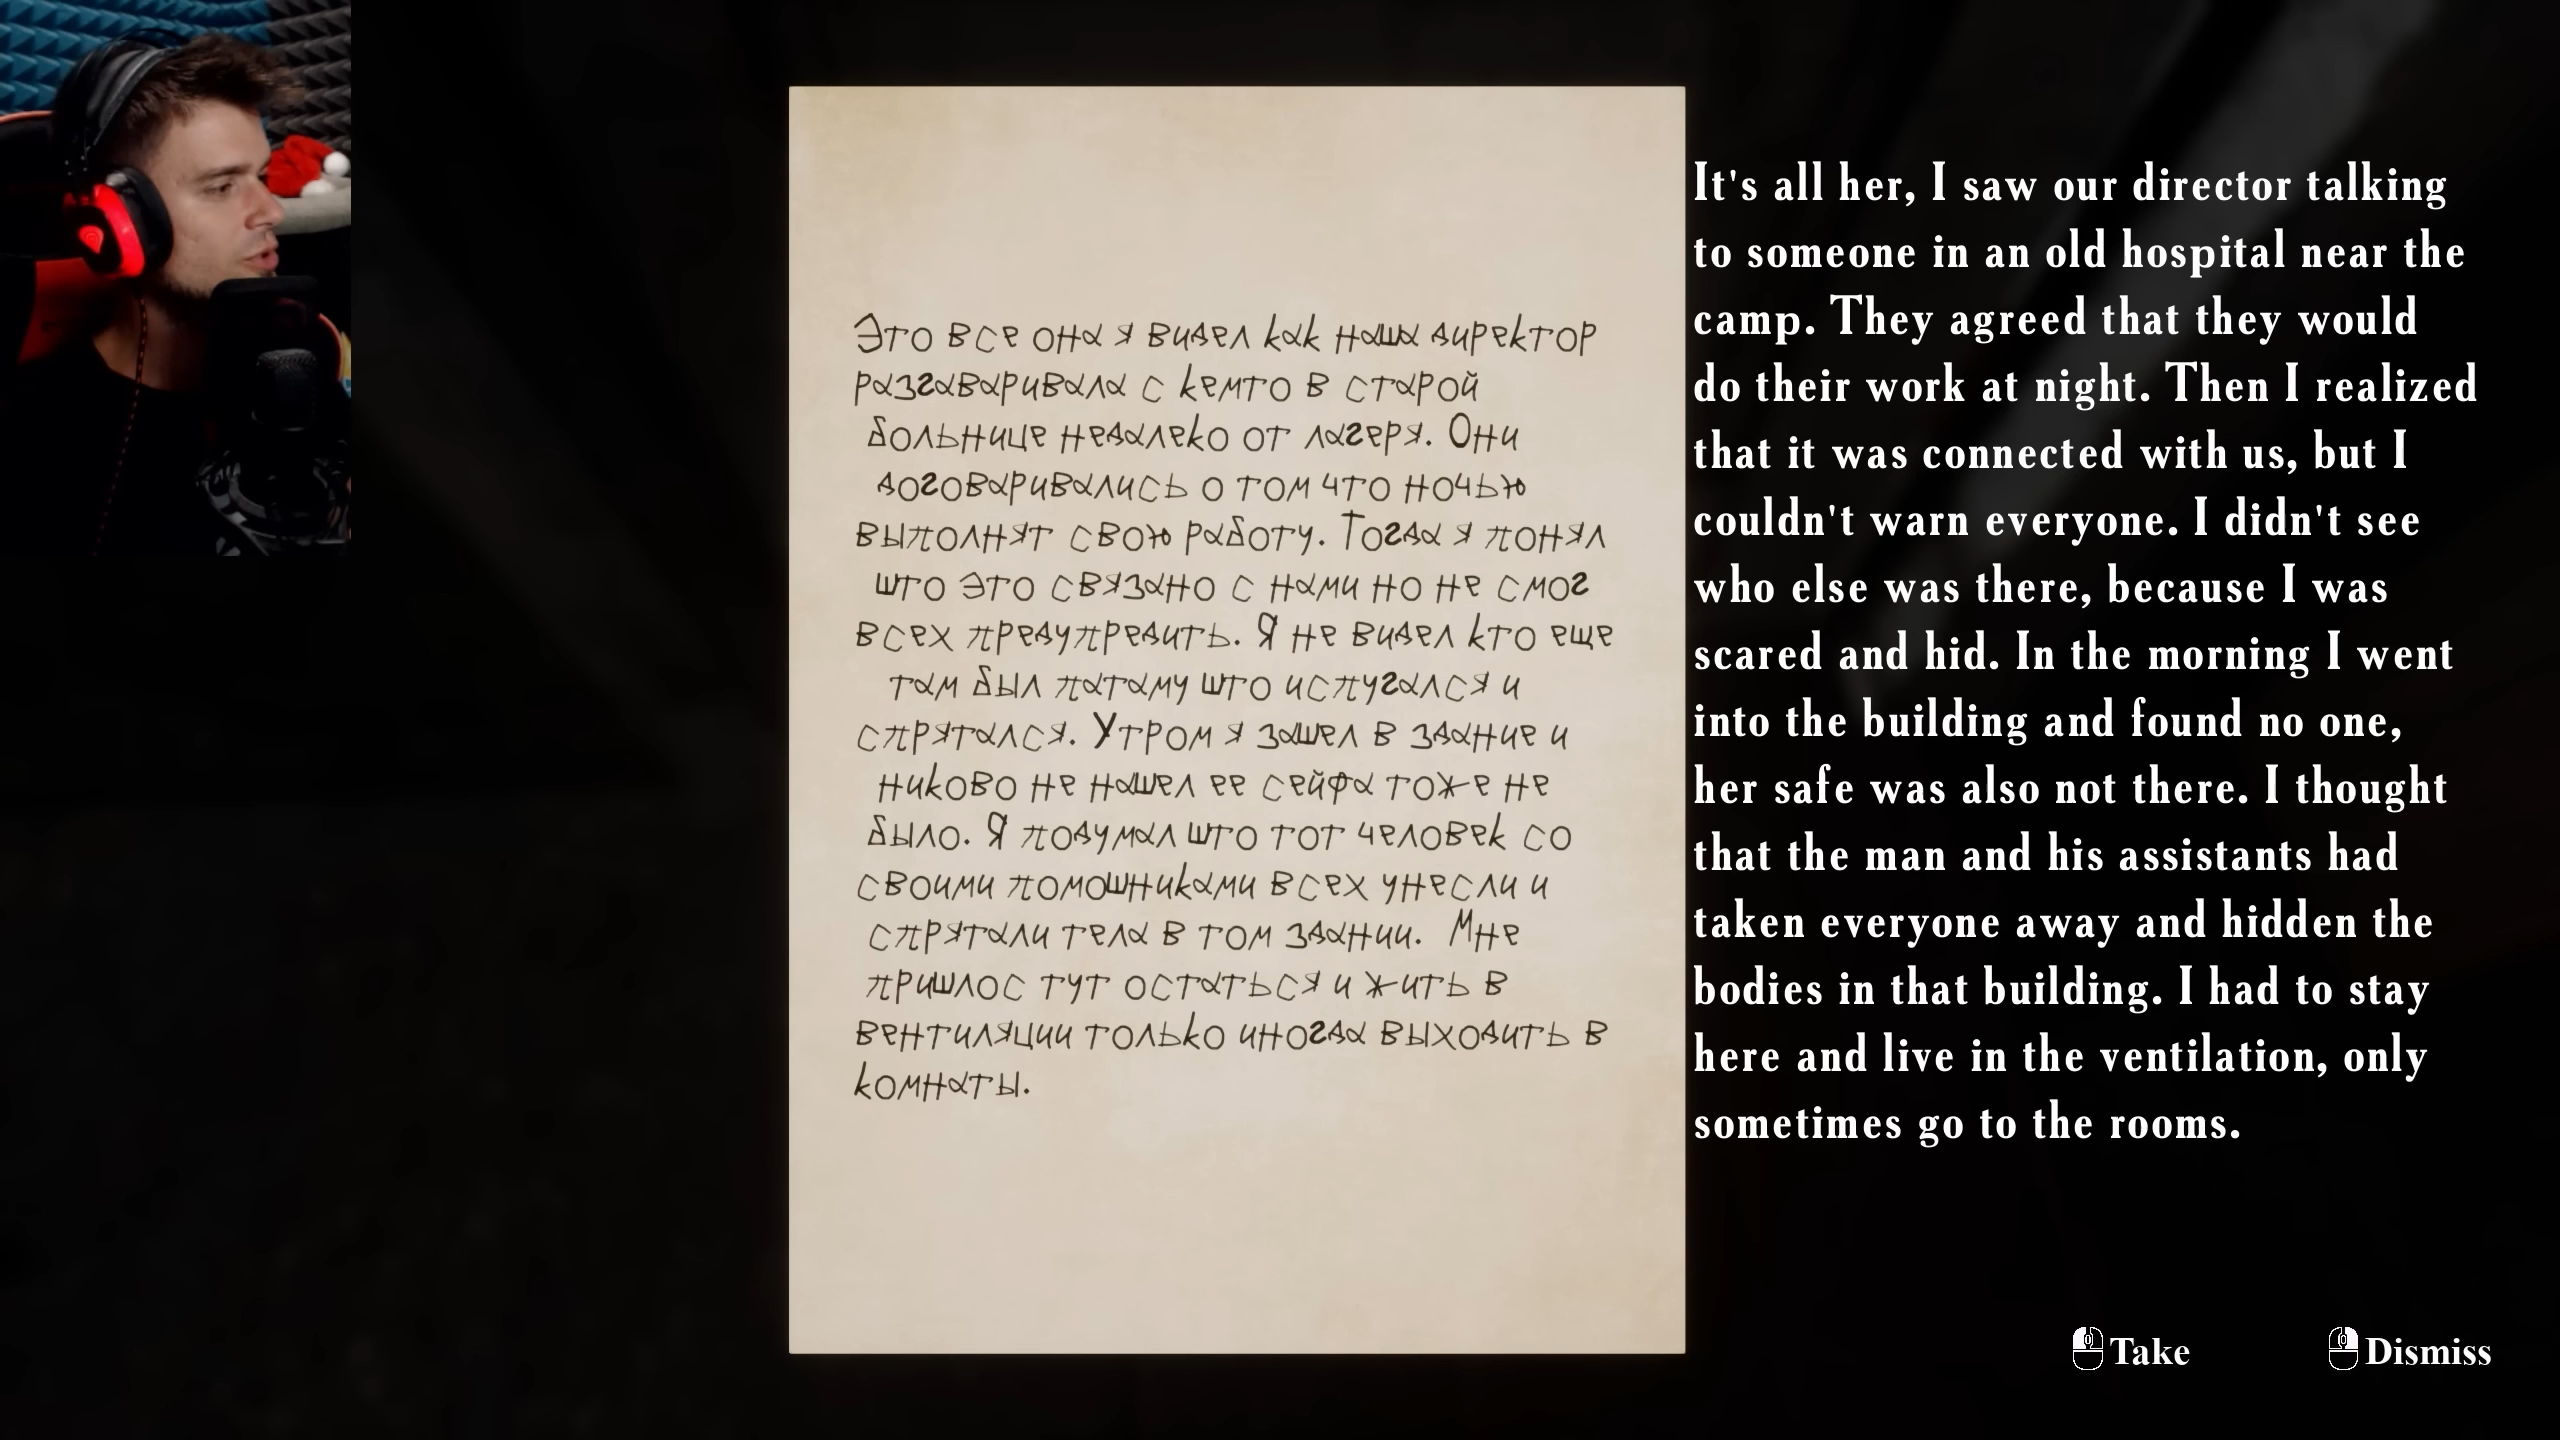 Это все она я видел как наша директор
разгаваривала с кемто в старой
больнице недалеко от лагеря. Они
договаривались о том что ночью
выполнят свою работу. Тогда я понял
што это связано с нами но не смог
всех предупредить. Я не видел кто еще
там был патаму што испугался и
спрятался. Утром я зашел в здание и
никово не нашел ее сейфа тоже не
было. Я подумал што тот человек со
своими помошниками всех унесли и
спрятали тела в том здании. Мне
пришлос тут остаться и жить в
вентиляции только иногда выходить в
комнаты.
It's all her, I saw our director talking
to someone in an old hospital near the
camp. They agreed that they would
do their work at night. Then I realized
that it was connected with us, but I
couldn't warn everyone. I didn't see
who else was there, because I was
scared and hid. In the morning I went
into the building and found no one,
her safe was also not there. I thought
that the man and his assistants had
taken everyone away and hidden the
bodies in that building. I had to stay
here and live in the ventilation, only
sometimes go to the rooms.
Take
Dismiss